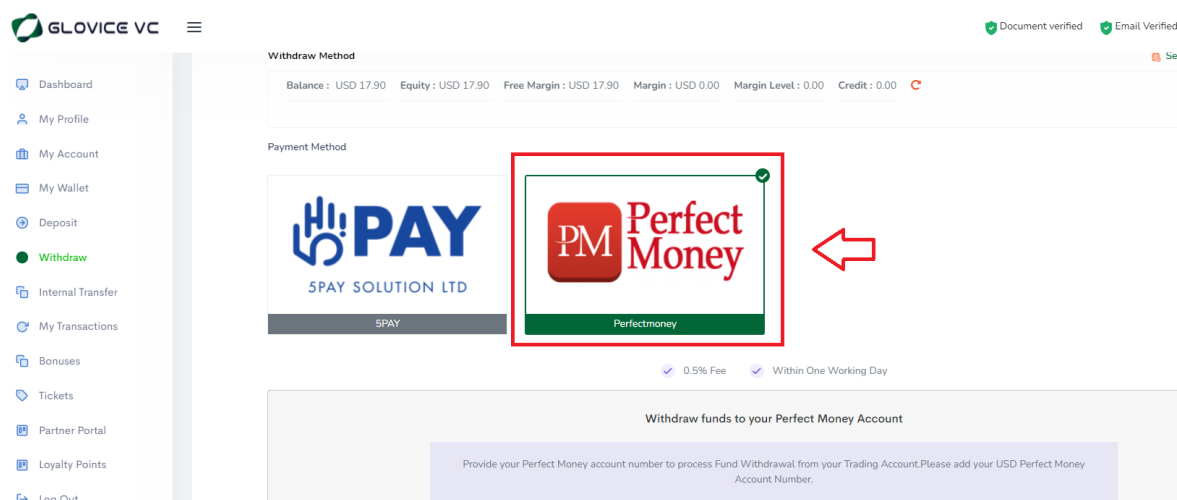 GLOVICE VC
Document verified
Email Verified
Withdraw Method
Se
Dashboard
Balance : USD 17.90 Equity : USD 17.90 Free Margin : USD 17.90 Margin : USD 0.00 Margin Level : 0.00 Credit : 0.00
My Profile
My Account
My Wallet
Deposit
Withdraw
Internal Transfer
My Transactions
Bonuses
Tickets
Partner Portal
Loyalty Points
Log Out
Payment Method
5PAY
5PAY SOLUTION LTD
5PAY
PM Perfect
Money
Perfectmoney
0.5% Fee
Within One Working Day
Withdraw funds to your Perfect Money Account
Provide your Perfect Money account number to process Fund Withdrawal from your Trading Account.Please add your USD Perfect Money
Account Number.